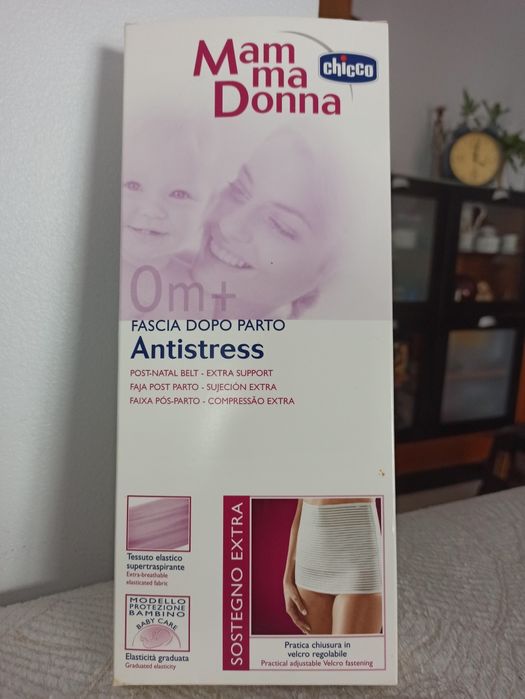 Mam
ma
Donna
chicco
0m+
FASCIA DOPO PARTO
Antistress
POST-NATAL BELT - EXTRA SUPPORT
FAJA POST PARTO - SUJECIÓN EXTRA
FAIXA PÓS-PARTO - COMPRESSÃO EXTRA
Tessuto elastico
supertraspirante
Extra-breathable
elasticated fabric
MODELLO
PROTEZIONE
BAMBINO
BABY CARE
Elasticità graduata
Graduated elasticity
SOSTEGNO EXTRA
Pratica chiusura in
velcro regolabile
Practical adjustable Velcro fastening